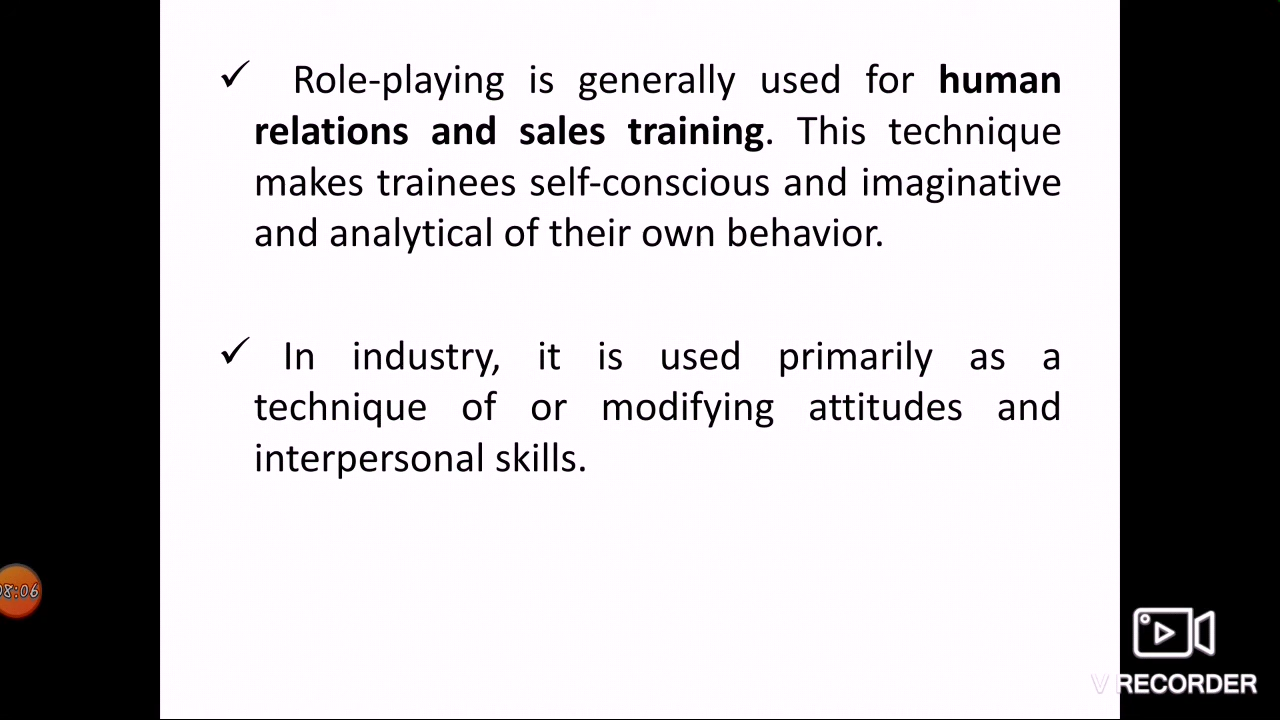 ✓ Role-playing is generally used for human
relations and sales training. This technique
makes trainees self-conscious and imaginative
and analytical of their own behavior.
✓ In industry, it is used primarily as a
technique of or modifying attitudes and
interpersonal skills.
08:06
V RECORDER